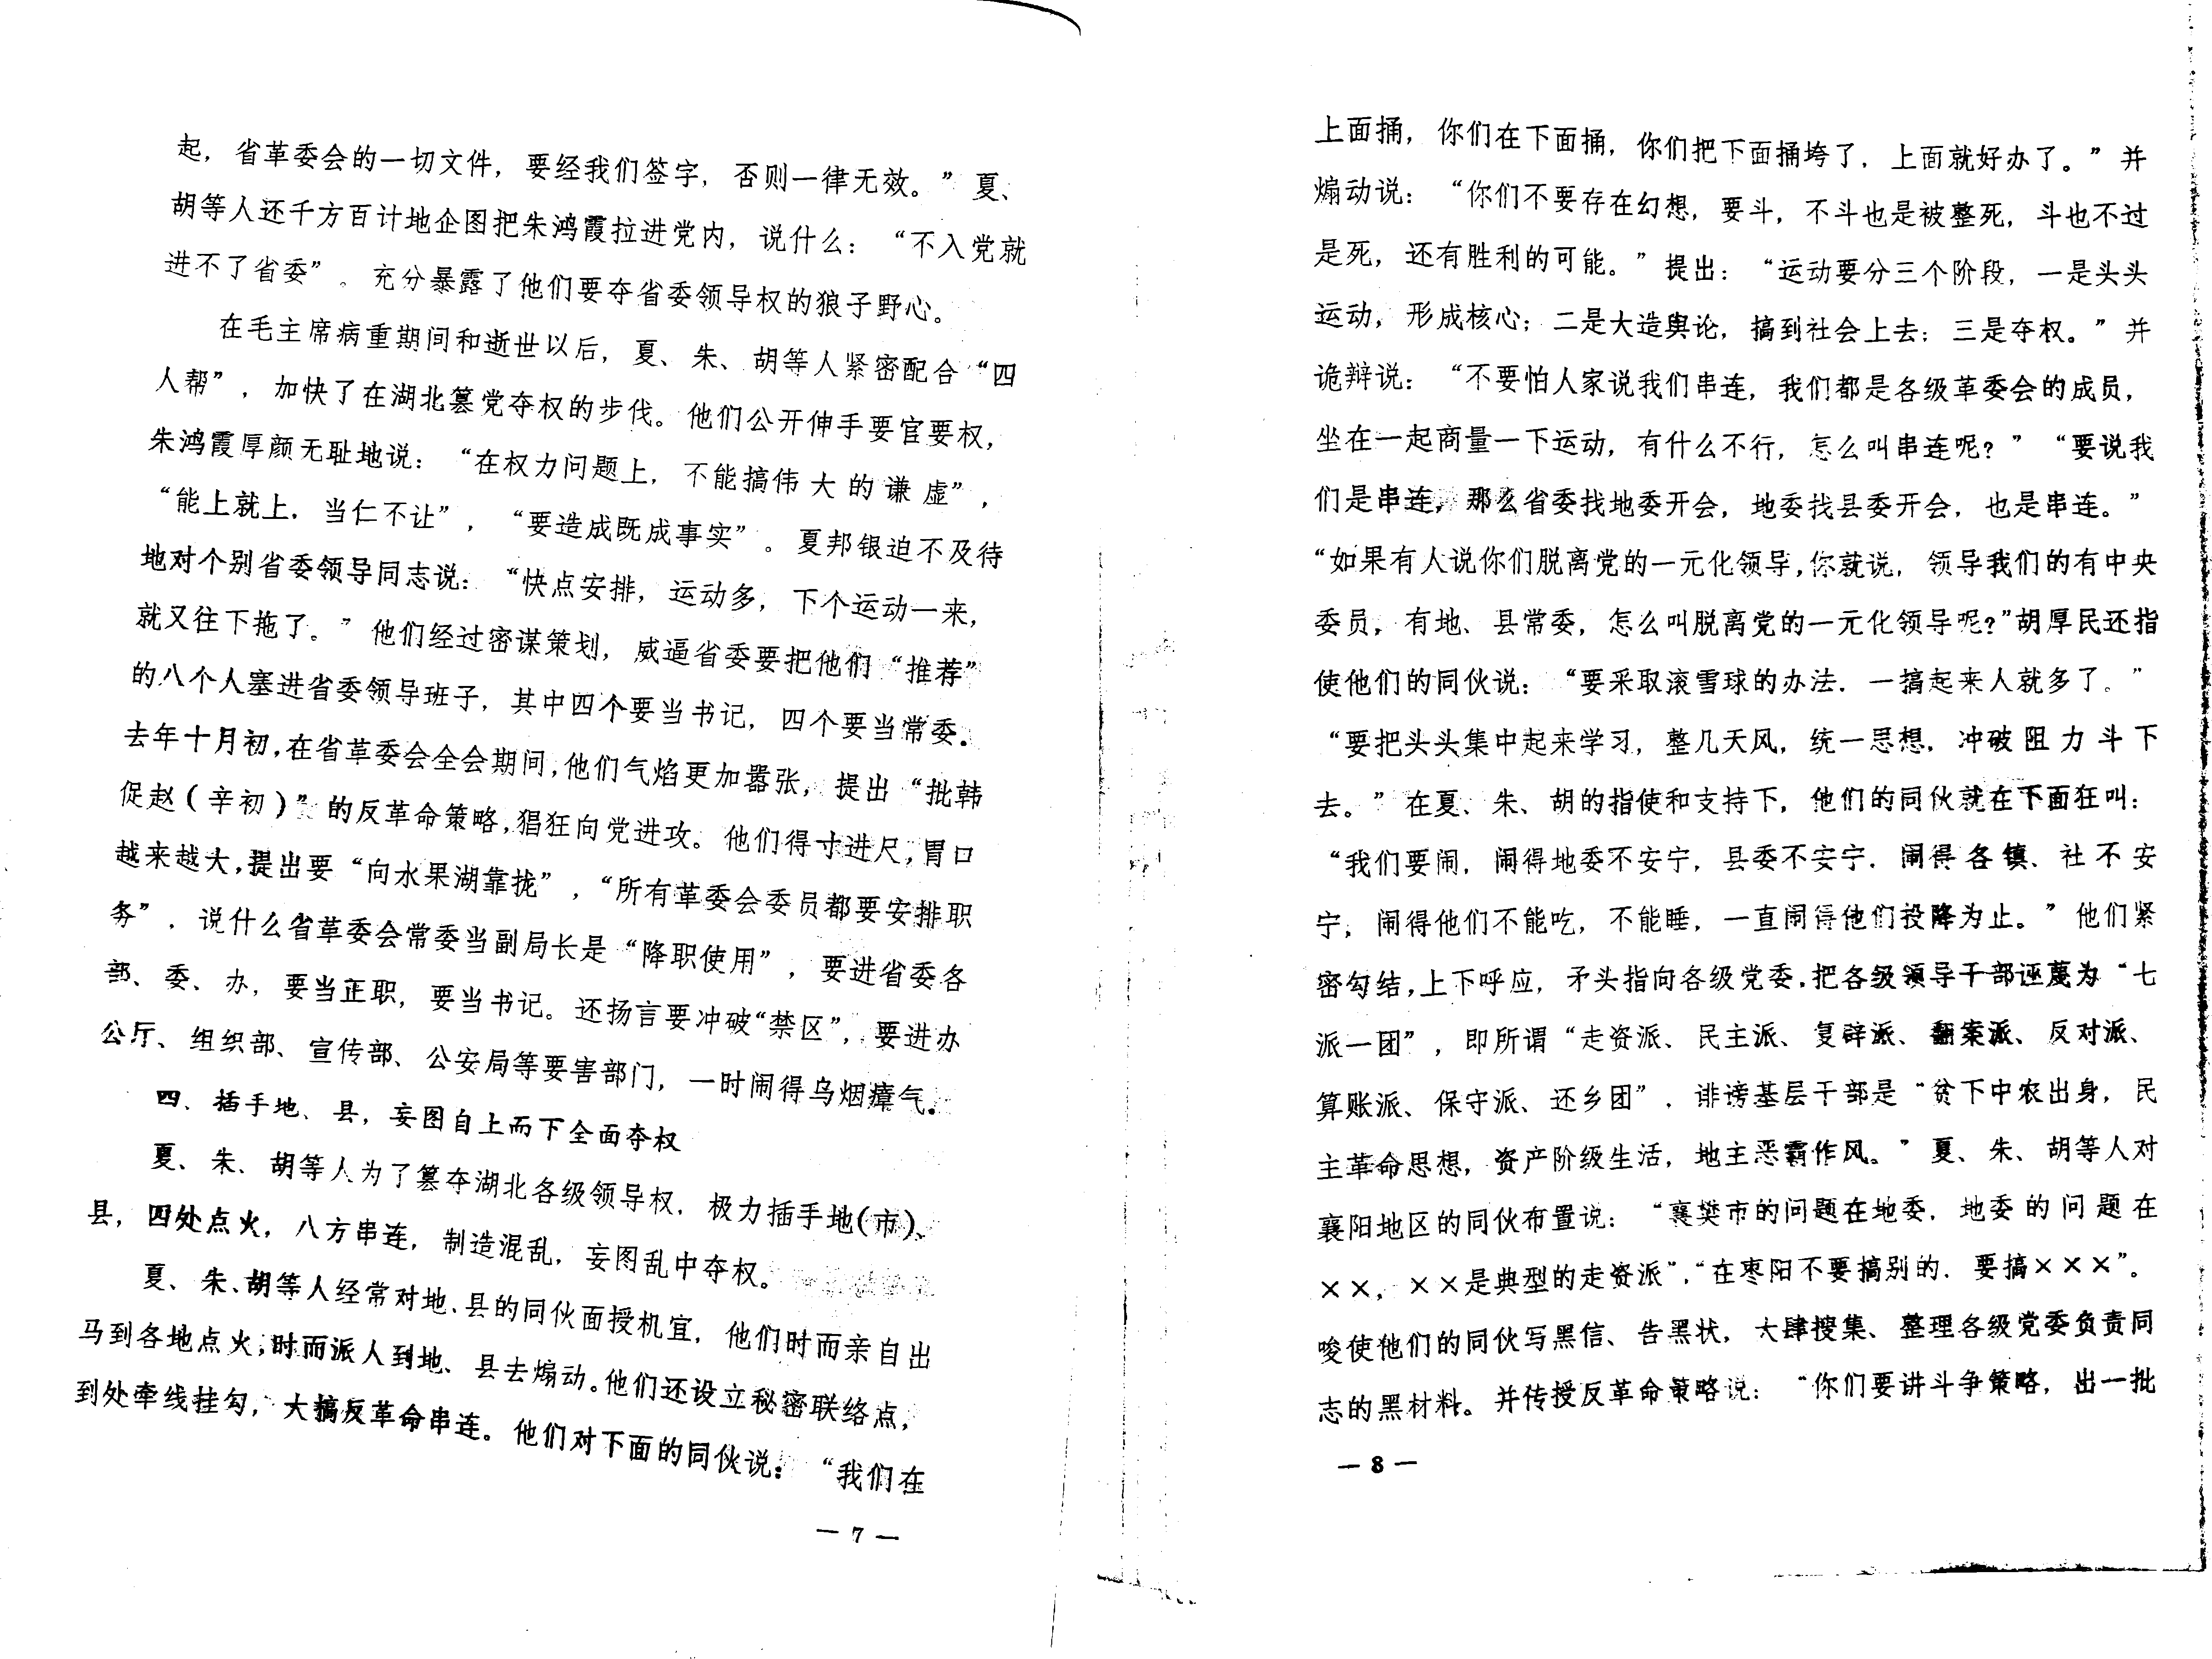 起，省革委会的一切文件，要经我们签字，否则一律无效。”夏、
胡等人还千方百计地企图把朱鸿霞拉进党内，说什么：“不入党就
进不了省委”。充分暴露了他们要夺省委领导权的狼子野心。
在毛主席病重期间和逝世以后，夏、朱、胡等人紧密配合“四
人帮”，加快了在湖北篡党夺权的步伐。他们公开伸手要官要权，
朱鸿霞厚颜无耻地说：“在权力问题上，不能搞伟大的谦虚”，
“能上就上，当仁不让”，“要造成既成事实”。夏邦银迫不及待
地对个别省委领导同志说：“快点安排，运动多，下个运动一来，
就又往下拖了。”他们经过密谋策划，威逼省委要把他们“推荐”
的八个人塞进省委领导班子，其中四个要当书记，四个要当常委。
去年十月初，在省革委会全会期间，他们气焰更加嚣张，提出“批韩
促赵（辛初）”的反革命策略，猖狂向党进攻。他们得寸进尺，胃口
越来越大，提出要“向水果湖靠拢”，“所有革委会委员都要安排职
务”，说什么省革委会常委当副局长是“降职使用”，要进省委各
部、委、办，要当正职，要当书记。还扬言要冲破“禁区”，要进办
公厅、组织部、宣传部、公安局等要害部门，一时闹得乌烟瘴气。
四、插手地、县，妄图自上而下全面夺权
夏、朱、胡等人为了篡夺湖北各级领导权，极力插手地（市）、
县，四处点火，八方串连，制造混乱，妄图乱中夺权。
夏、朱、胡等人经常对地、县的同伙面授机宜，他们时而亲自出
马到各地点火，时而派人到地、县去煽动。他们还设立秘密联络点，
到处牵线挂勾，大搞反革命串连。他们对下面的同伙说：“我们在
— 7 —
上面捅，你们在下面捅，你们把下面捅垮了，上面就好办了。”并
煽动说：“你们不要存在幻想，要斗，不斗也是被整死，斗也不过
是死，还有胜利的可能。”提出：“运动要分三个阶段，一是头头
运动，形成核心；二是大造舆论，搞到社会上去；三是夺权。”并
诡辩说：“不要怕人家说我们串连，我们都是各级革委会的成员，
坐在一起商量一下运动，有什么不行，怎么叫串连呢？”“要说我
们是串连，那么省委找地委开会，地委找县委开会，也是串连。”
“如果有人说你们脱离党的一元化领导，你就说，领导我们的有中央
委员，有地、县常委，怎么叫脱离党的一元化领导呢？”胡厚民还指
使他们的同伙说：“要采取滚雪球的办法，一搞起来人就多了。”
“要把头头集中起来学习，整几天风，统一思想，冲破阻力斗下
去。”在夏、朱、胡的指使和支持下，他们的同伙就在下面狂叫：
“我们要闹，闹得地委不安宁，县委不安宁，闹得各镇、社不安
宁，闹得他们不能吃，不能睡，一直闹得他们投降为止。”他们紧
密勾结，上下呼应，矛头指向各级党委，把各级领导干部诬蔑为“七
派一团”，即所谓“走资派、民主派、复辟派、翻案派、反对派、
算账派、保守派、还乡团”，诽谤基层干部是“贫下中农出身，民
主革命思想，资产阶级生活，地主恶霸作风。”夏、朱、胡等人对
襄阳地区的同伙布置说：“襄樊市的问题在地委，地委的问题在
××，××是典型的走资派”，“在枣阳不要搞别的，要搞×××”。
唆使他们的同伙写黑信、告黑状，大肆搜集、整理各级党委负责同
志的黑材料。并传授反革命策略说：“你们要讲斗争策略，出一批
— 8 —